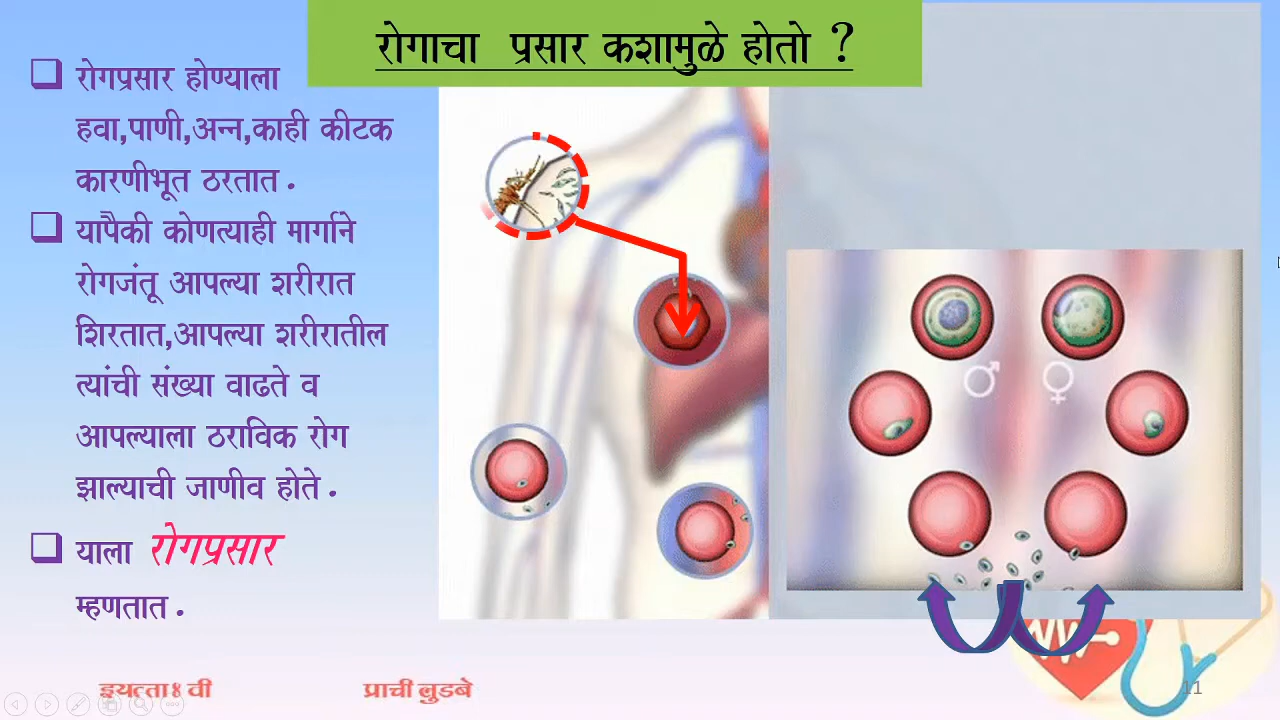 रोगाचा प्रसार कशामुळे होतो ?
रोगप्रसार होण्याला
हवा,पाणी,अन्न,काही कीटक
कारणीभूत ठरतात.
यापैकी कोणत्याही मार्गाने
रोगजंतू आपल्या शरीरात
शिरतात,आपल्या शरीरातील
त्यांची संख्या वाढते व
आपल्याला ठराविक रोग
झाल्याची जाणीव होते.
याला रोगप्रसार
म्हणतात.
इयत्ता ८ वी
प्राची लुडबे
11